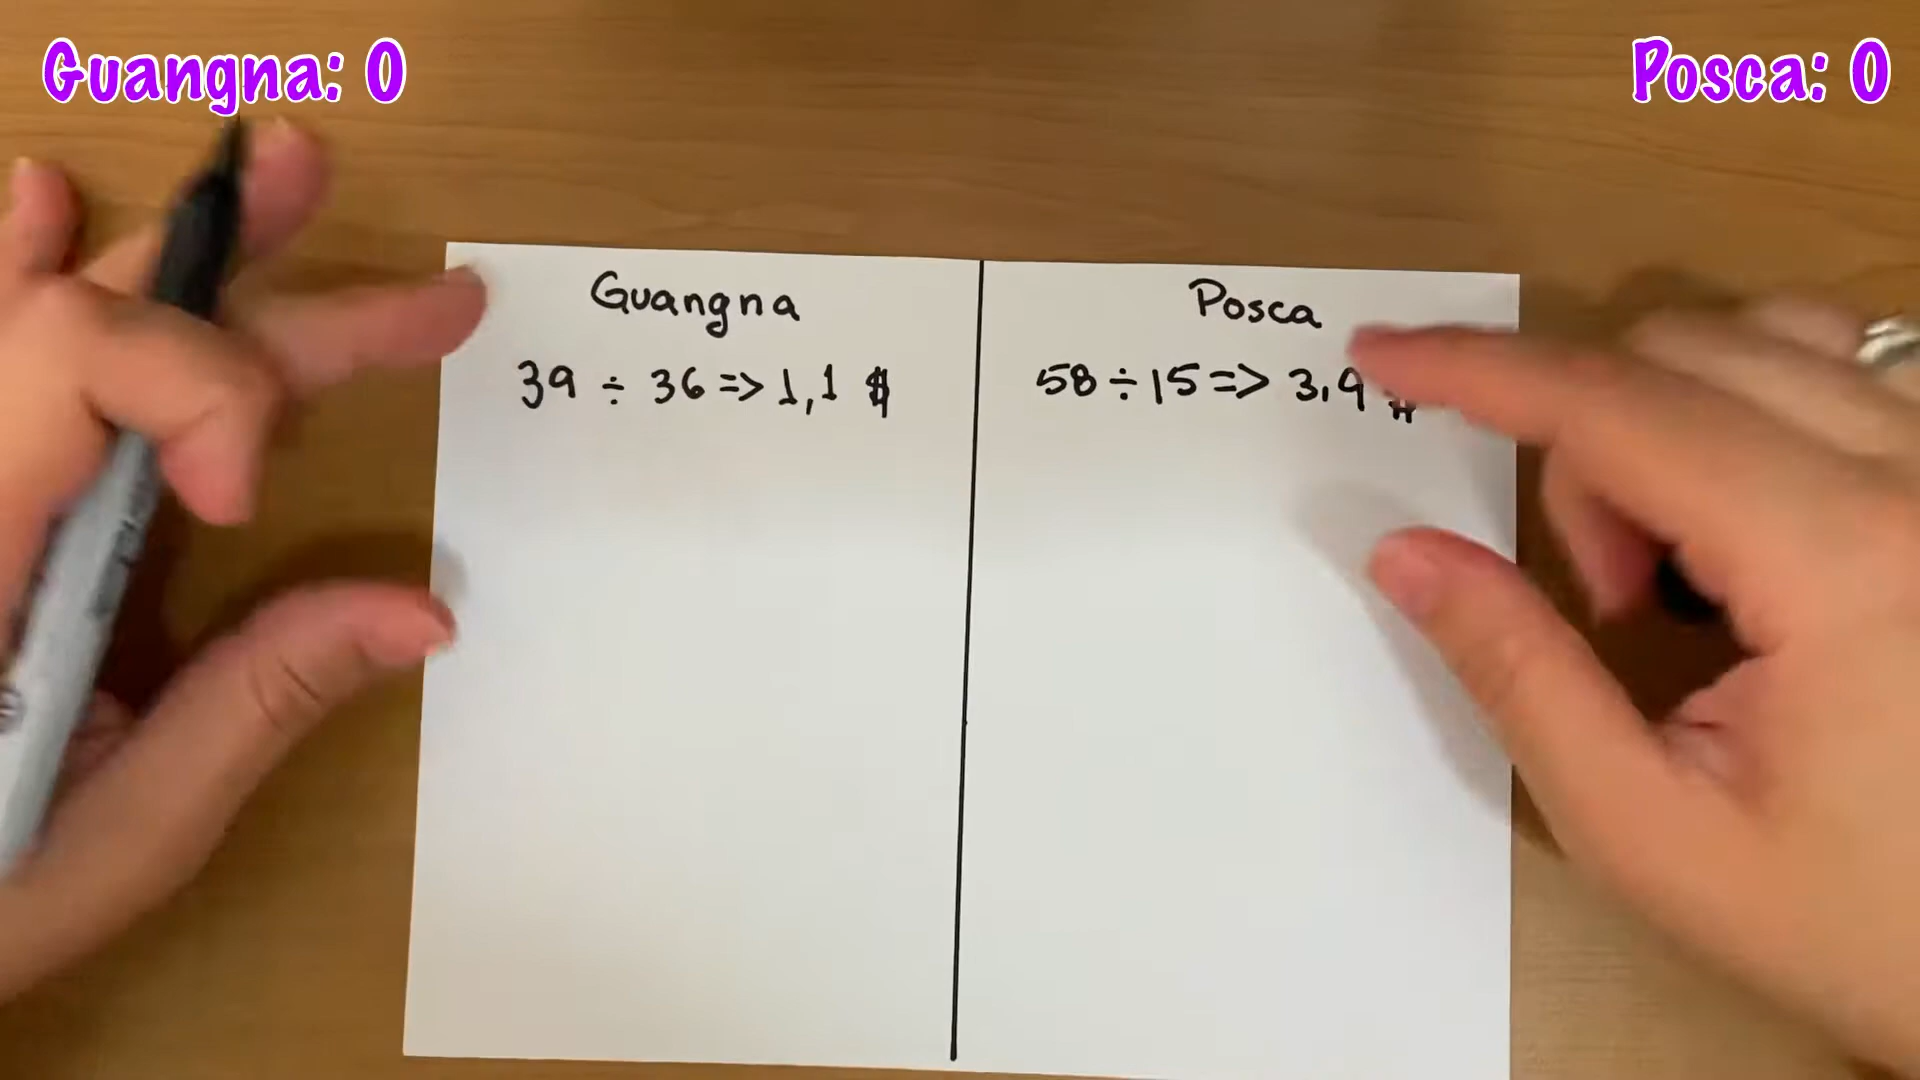 Guangna: 0
Posca: 0
Guangna
39 ÷ 36 => 1,1 $
Posca
58 ÷ 15 => 3,9 $